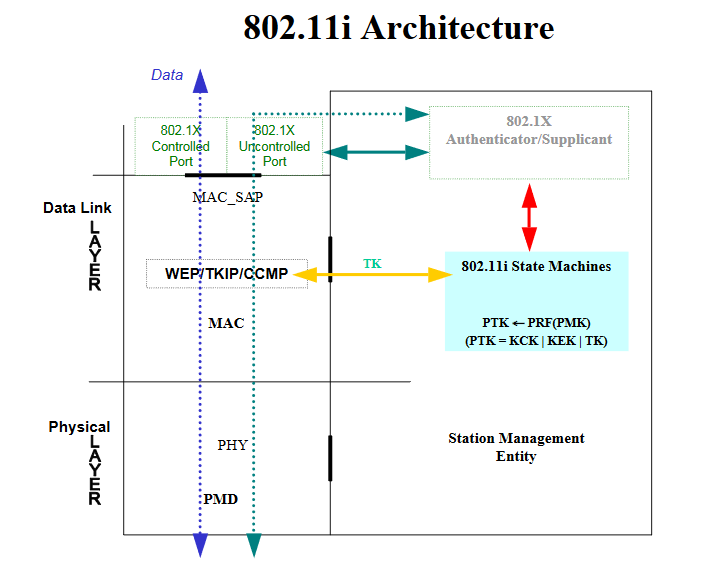 802.11i Architecture
Data
802.1X
Controlled
Port
802.1X
Uncontrolled
Port
802.1X
Authenticator/Supplicant
MAC_SAP
Data Link
LAYER
WEP/TKIP/CCMP
TK
802.11i State Machines
PTK ← PRF(PMK)
(PTK = KCK | KEK | TK)
MAC
Physical
LAYER
PHY
PMD
Station Management
Entity